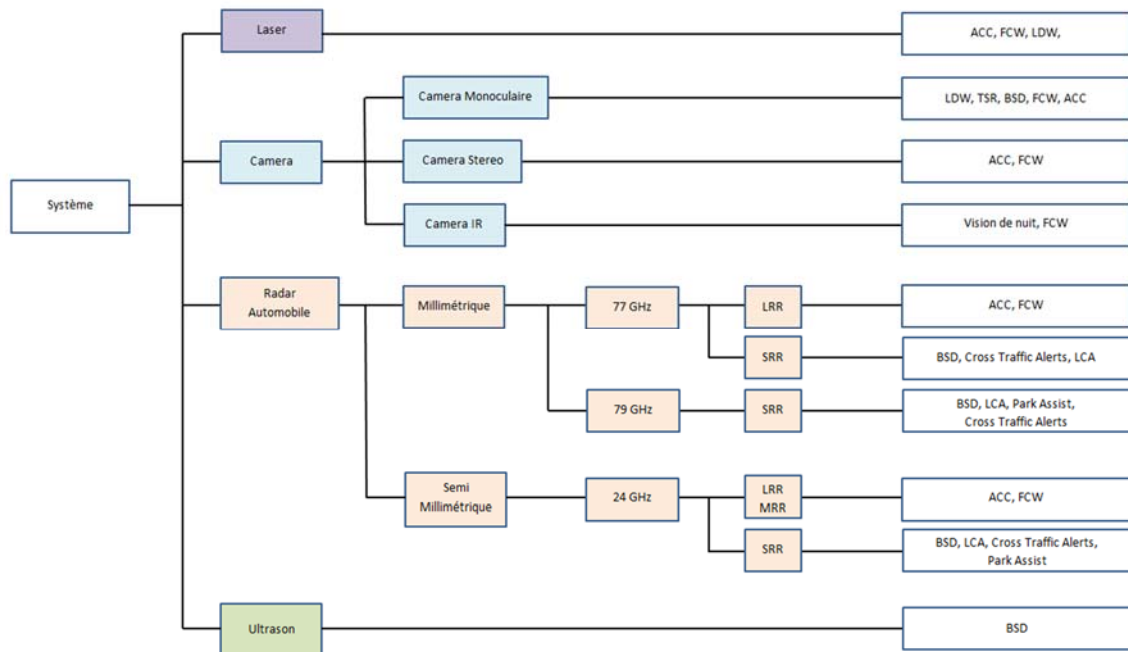 Laser
ACC, FCW, LDW,
Camera Monoculaire
LDW, TSR, BSD, FCW, ACC
Camera
Camera Stereo
ACC, FCW
Système
Camera IR
Vision de nuit, FCW
Radar
Automobile
Millimétrique
77 GHz
LRR
ACC, FCW
SRR
BSD, Cross Traffic Alerts, LCA
79 GHz
SRR
BSD, LCA, Park Assist,
Cross Traffic Alerts
Semi
Millimétrique
24 GHz
LRR
MRR
ACC, FCW
SRR
BSD, LCA, Cross Traffic Alerts,
Park Assist
Ultrason
BSD